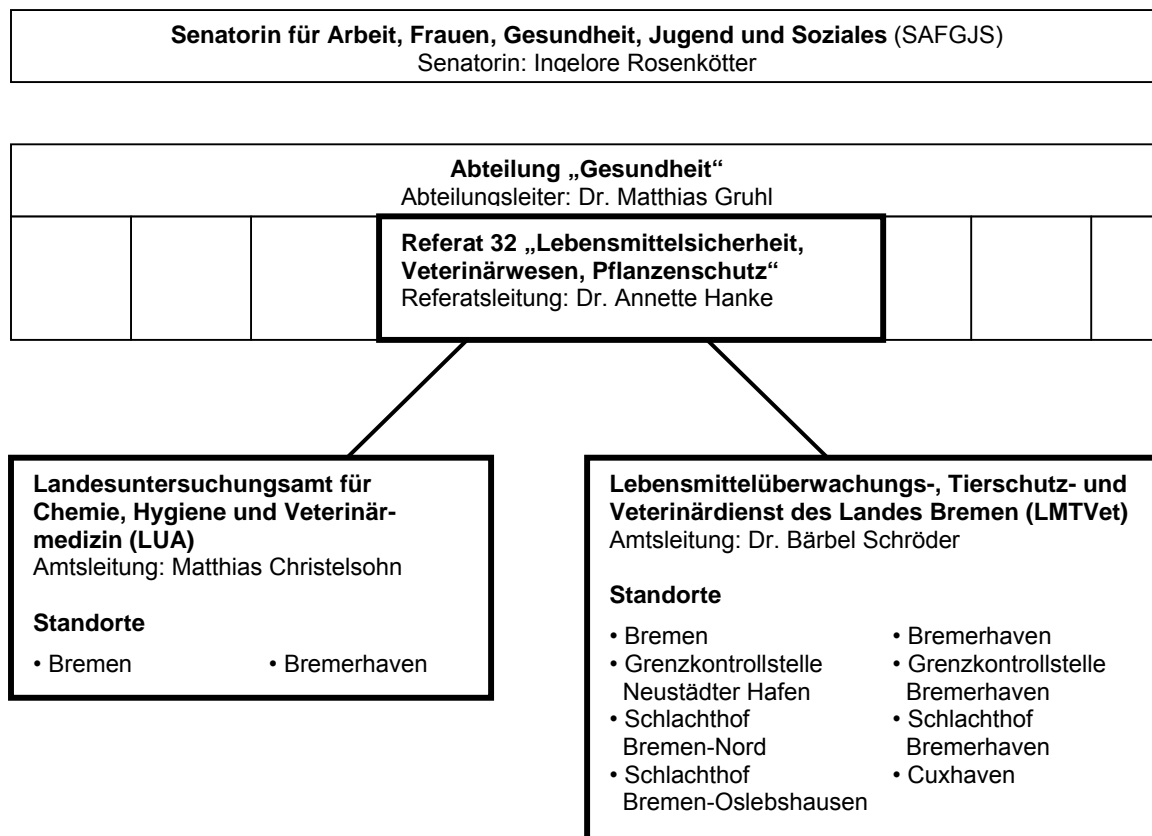 Senatorin für Arbeit, Frauen, Gesundheit, Jugend und Soziales (SAFGJS)
Senatorin: Ingelore Rosenkötter
Abteilung „Gesundheit“
Abteilungsleiter: Dr. Matthias Gruhl
Referat 32 „Lebensmittelsicherheit,
Veterinärwesen, Pflanzenschutz“
Referatsleitung: Dr. Annette Hanke
Landesuntersuchungsamt für
Chemie, Hygiene und Veterinär-
medizin (LUA)
Amtsleitung: Matthias Christelsohn
Standorte
• Bremen
• Bremerhaven
Lebensmittelüberwachungs-, Tierschutz- und
Veterinärdienst des Landes Bremen (LMTVet)
Amtsleitung: Dr. Bärbel Schröder
Standorte
• Bremen
• Grenzkontrollstelle
Neustädter Hafen
• Schlachthof
Bremen-Nord
• Schlachthof
Bremen-Oslebshausen
• Bremerhaven
• Grenzkontrollstelle
Bremerhaven
• Schlachthof
Bremerhaven
• Cuxhaven